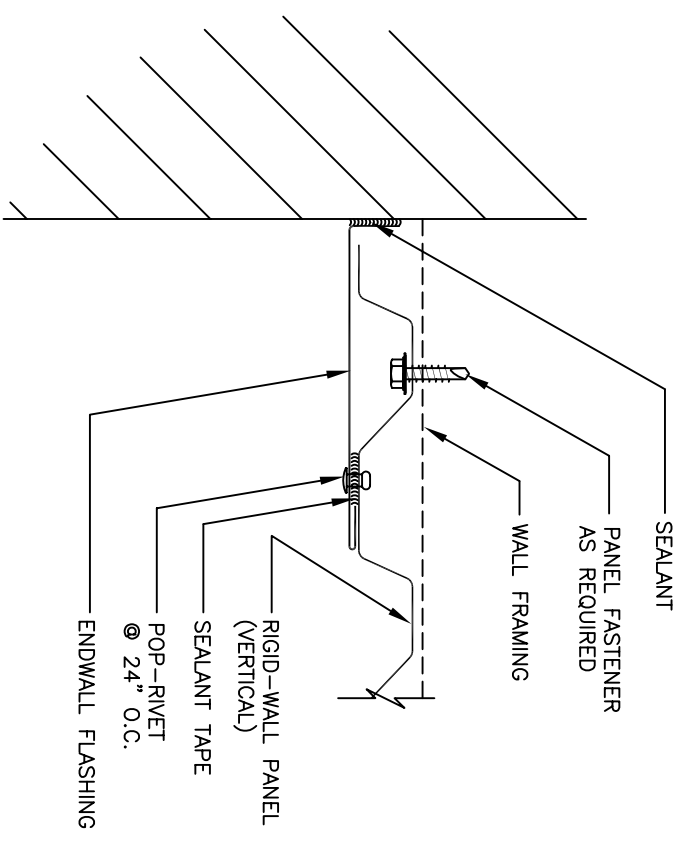 SEALANT
PANEL FASTENER
AS REQUIRED
WALL FRAMING
RIGID-WALL PANEL
(VERTICAL)
SEALANT TAPE
POP-RIVET
@ 24" O.C.
ENDWALL FLASHING